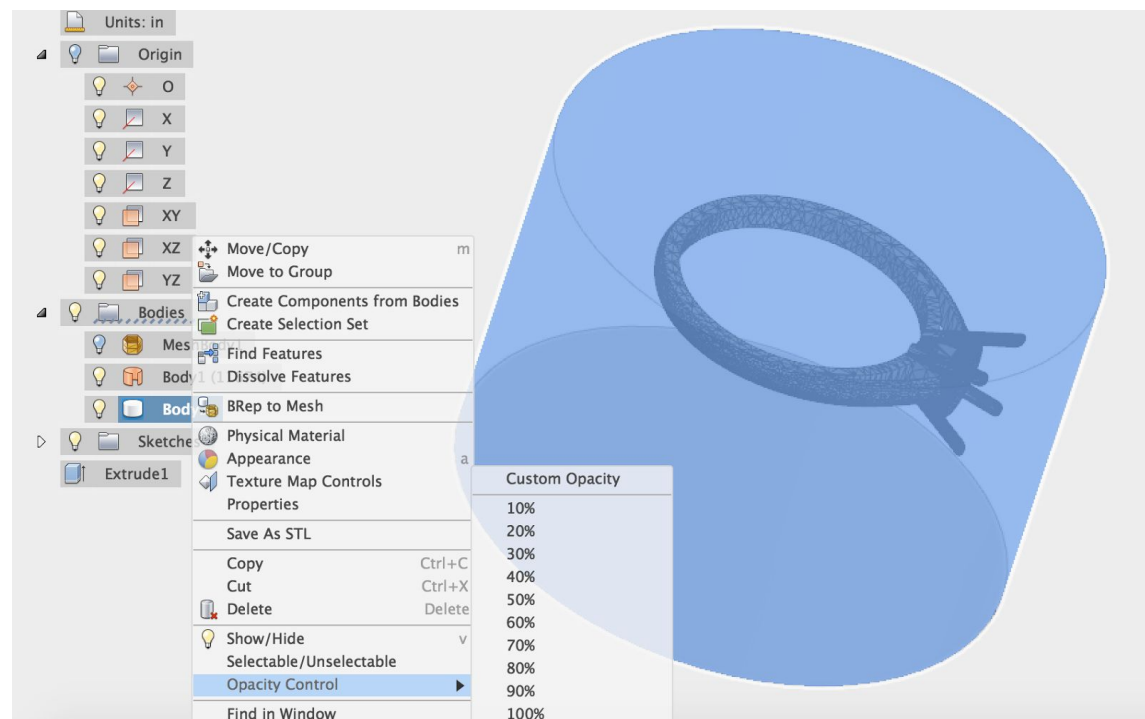 Units: in
Origin
O
X
Y
Z
XY
XZ
YZ
Bodies
Body1
Body
Sketches
Extrude1
Move/Copy m
Move to Group
Create Components from Bodies
Create Selection Set
Find Features
Dissolve Features
BRep to Mesh
Physical Material
Appearance a
Texture Map Controls
Properties
Save As STL
Copy Ctrl+C
Cut Ctrl+X
Delete Delete
Show/Hide v
Selectable/Unselectable
Opacity Control
Find in Window
Custom Opacity
10%
20%
30%
40%
50%
60%
70%
80%
90%
100%